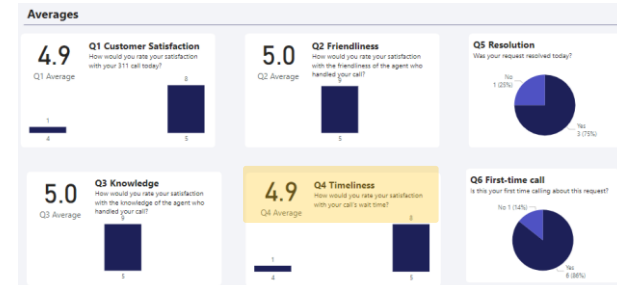 Averages
4.9
Q1 Average
Q1 Customer Satisfaction
How would you rate your satisfaction
with your 311 call today?
1
4
8
5
5.0
Q2 Average
Q2 Friendliness
How would you rate your satisfaction
with the friendliness of the agent who
handled your call?
9
5
Q5 Resolution
Was your request resolved today?
No
1 (25%)
Yes
3 (75%)
5.0
Q3 Average
Q3 Knowledge
How would you rate your satisfaction
with the knowledge of the agent who
handled your call?
9
5
4.9
Q4 Average
Q4 Timeliness
How would you rate your satisfaction
with your call's wait time?
1
4
8
5
Q6 First-time call
Is this your first time calling about this request?
No 1 (14%)
Yes
6 (86%)